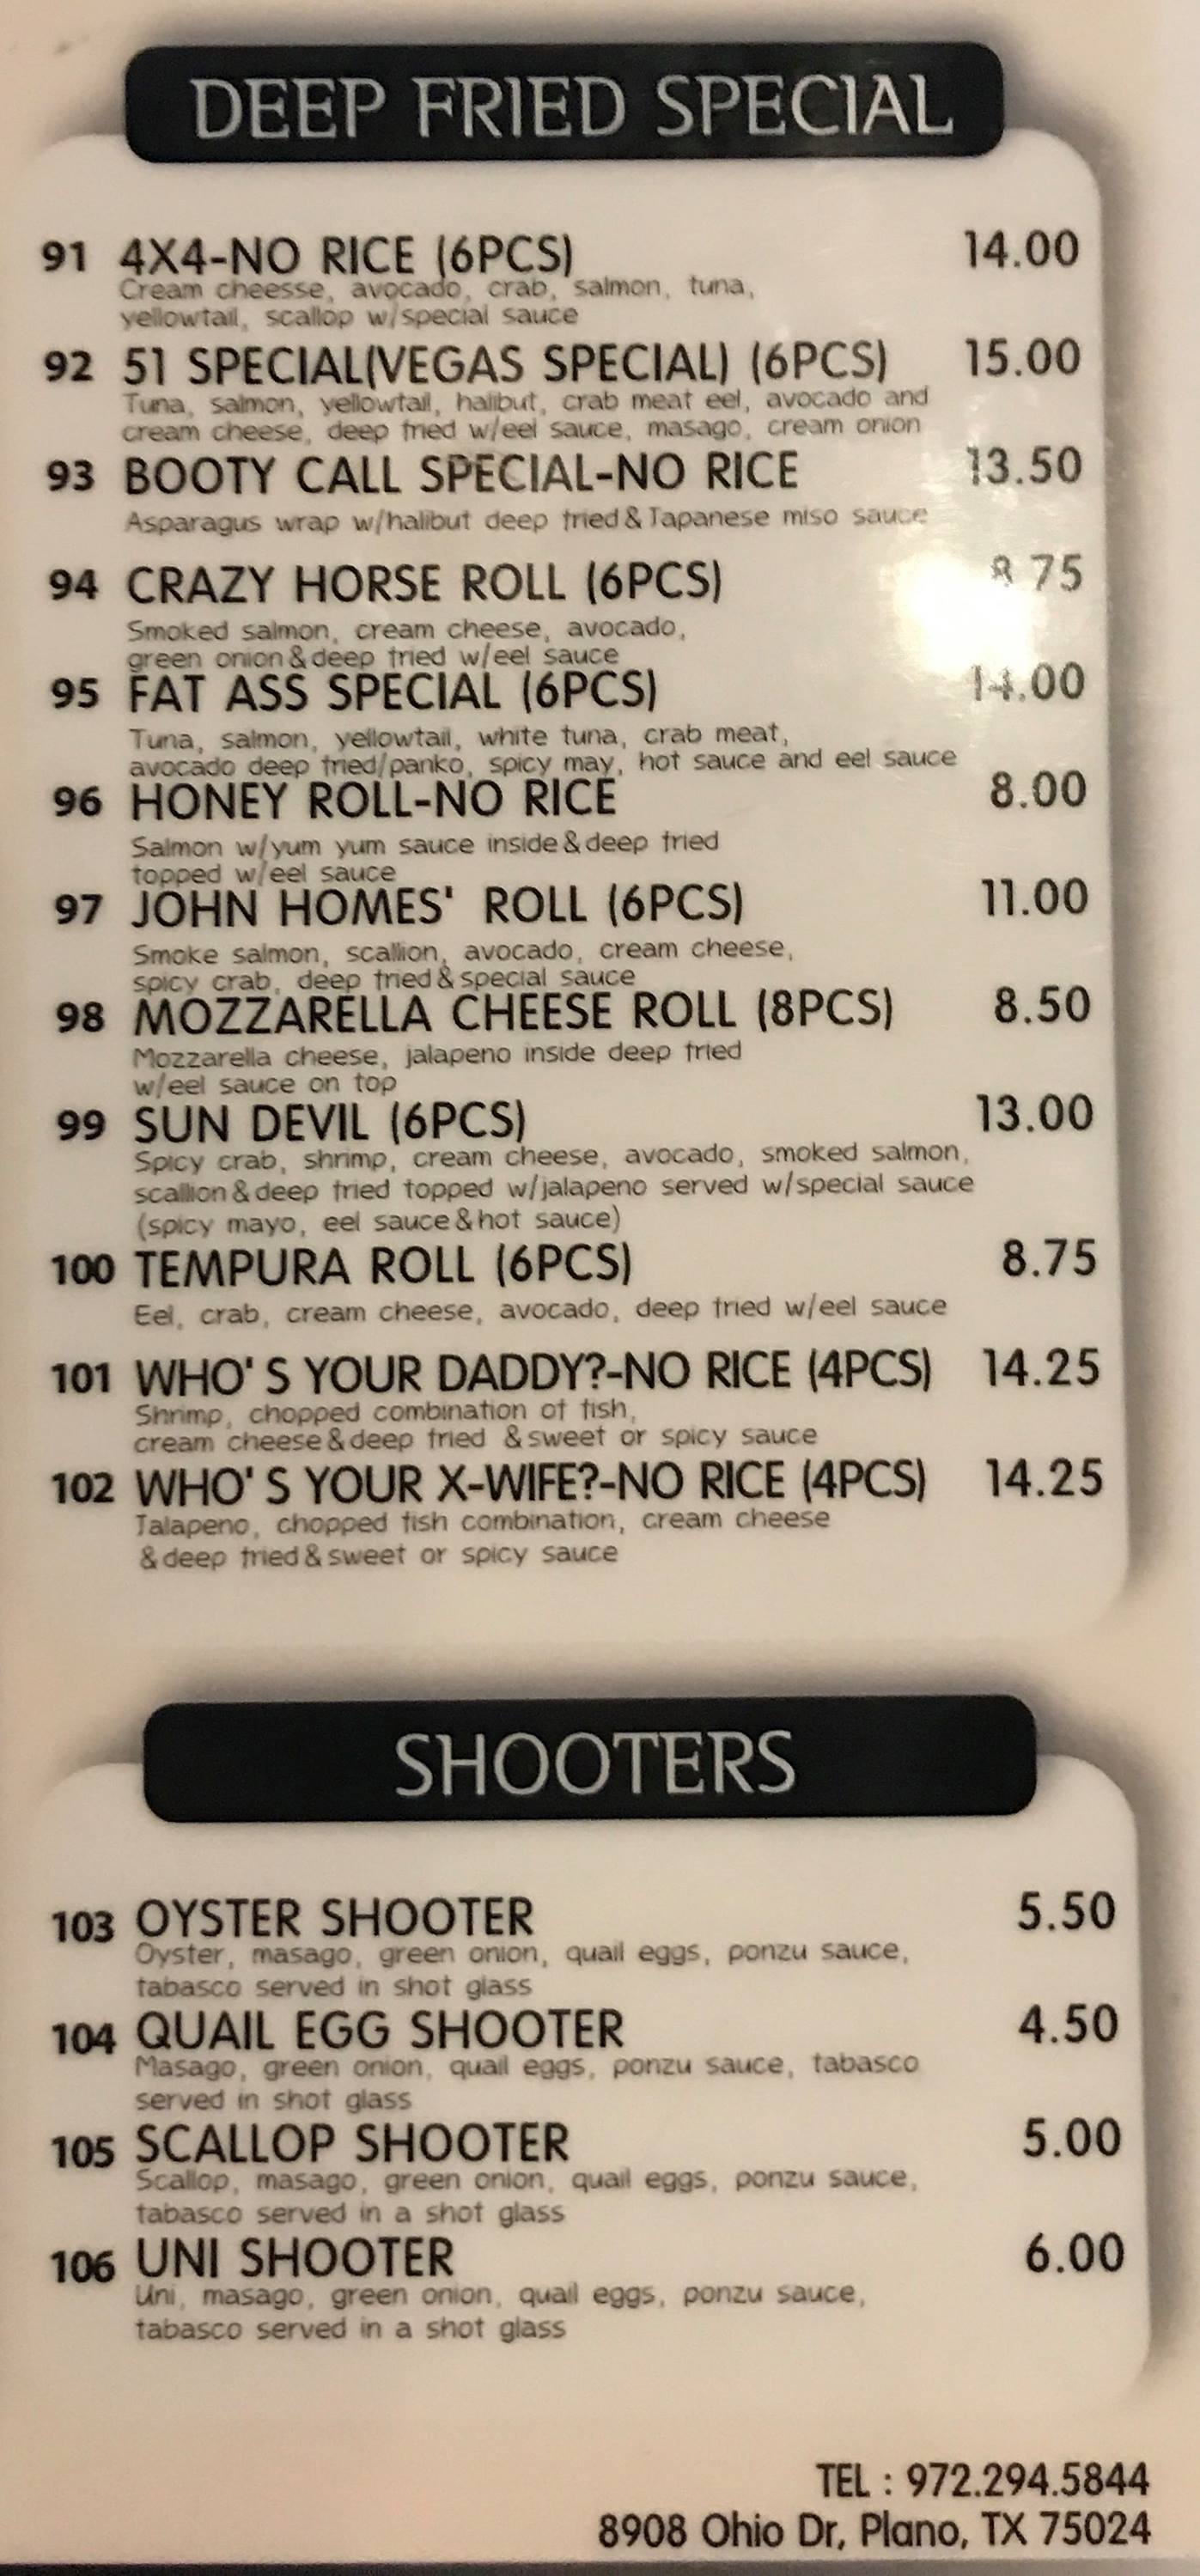 DEEP FRIED SPECIAL
91 4X4-NO RICE (6PCS) 14.00
Cream cheesse, avocado, crab, salmon, tuna,
yellowtail, scallop w/special sauce
92 51 SPECIAL(VEGAS SPECIAL) (6PCS) 15.00
Tuna, salmon, yellowtail, halibut, crab meat eel, avocado and
cream cheese, deep fried w/eel sauce, masago, cream onion
93 BOOTY CALL SPECIAL-NO RICE 13.50
Asparagus wrap w/halibut deep fried & Japanese miso sauce
94 CRAZY HORSE ROLL (6PCS) 8.75
Smoked salmon, cream cheese, avocado,
green onion & deep fried w/eel sauce
95 FAT ASS SPECIAL (6PCS) 14.00
Tuna, salmon, yellowtail, white tuna, crab meat,
avocado deep fried/panko, spicy may, hot sauce and eel sauce
96 HONEY ROLL-NO RICE 8.00
Salmon w/yum yum sauce inside & deep fried
topped w/eel sauce
97 JOHN HOMES' ROLL (6PCS) 11.00
Smoke salmon, scallion, avocado, cream cheese,
spicy crab, deep fried & special sauce
98 MOZZARELLA CHEESE ROLL (8PCS) 8.50
Mozzarella cheese, jalapeno inside deep fried
w/eel sauce on top
99 SUN DEVIL (6PCS) 13.00
Spicy crab, shrimp, cream cheese, avocado, smoked salmon,
scallion & deep fried topped w/jalapeno served w/special sauce
(spicy mayo, eel sauce & hot sauce)
100 TEMPURA ROLL (6PCS) 8.75
Eel, crab, cream cheese, avocado, deep fried w/eel sauce
101 WHO'S YOUR DADDY?-NO RICE (4PCS) 14.25
Shrimp, chopped combination of fish,
cream cheese & deep fried & sweet or spicy sauce
102 WHO'S YOUR X-WIFE?-NO RICE (4PCS) 14.25
Jalapeno, chopped fish combination, cream cheese
& deep fried & sweet or spicy sauce
SHOOTERS
103 OYSTER SHOOTER 5.50
Oyster, masago, green onion, quail eggs, ponzu sauce,
tabasco served in shot glass
104 QUAIL EGG SHOOTER 4.50
Masago, green onion, quail eggs, ponzu sauce, tabasco
served in shot glass
105 SCALLOP SHOOTER 5.00
Scallop, masago, green onion, quail eggs, ponzu sauce,
tabasco served in a shot glass
106 UNI SHOOTER 6.00
Uni, masago, green onion, quail eggs, ponzu sauce,
tabasco served in a shot glass
TEL : 972.294.5844
8908 Ohio Dr, Plano, TX 75024